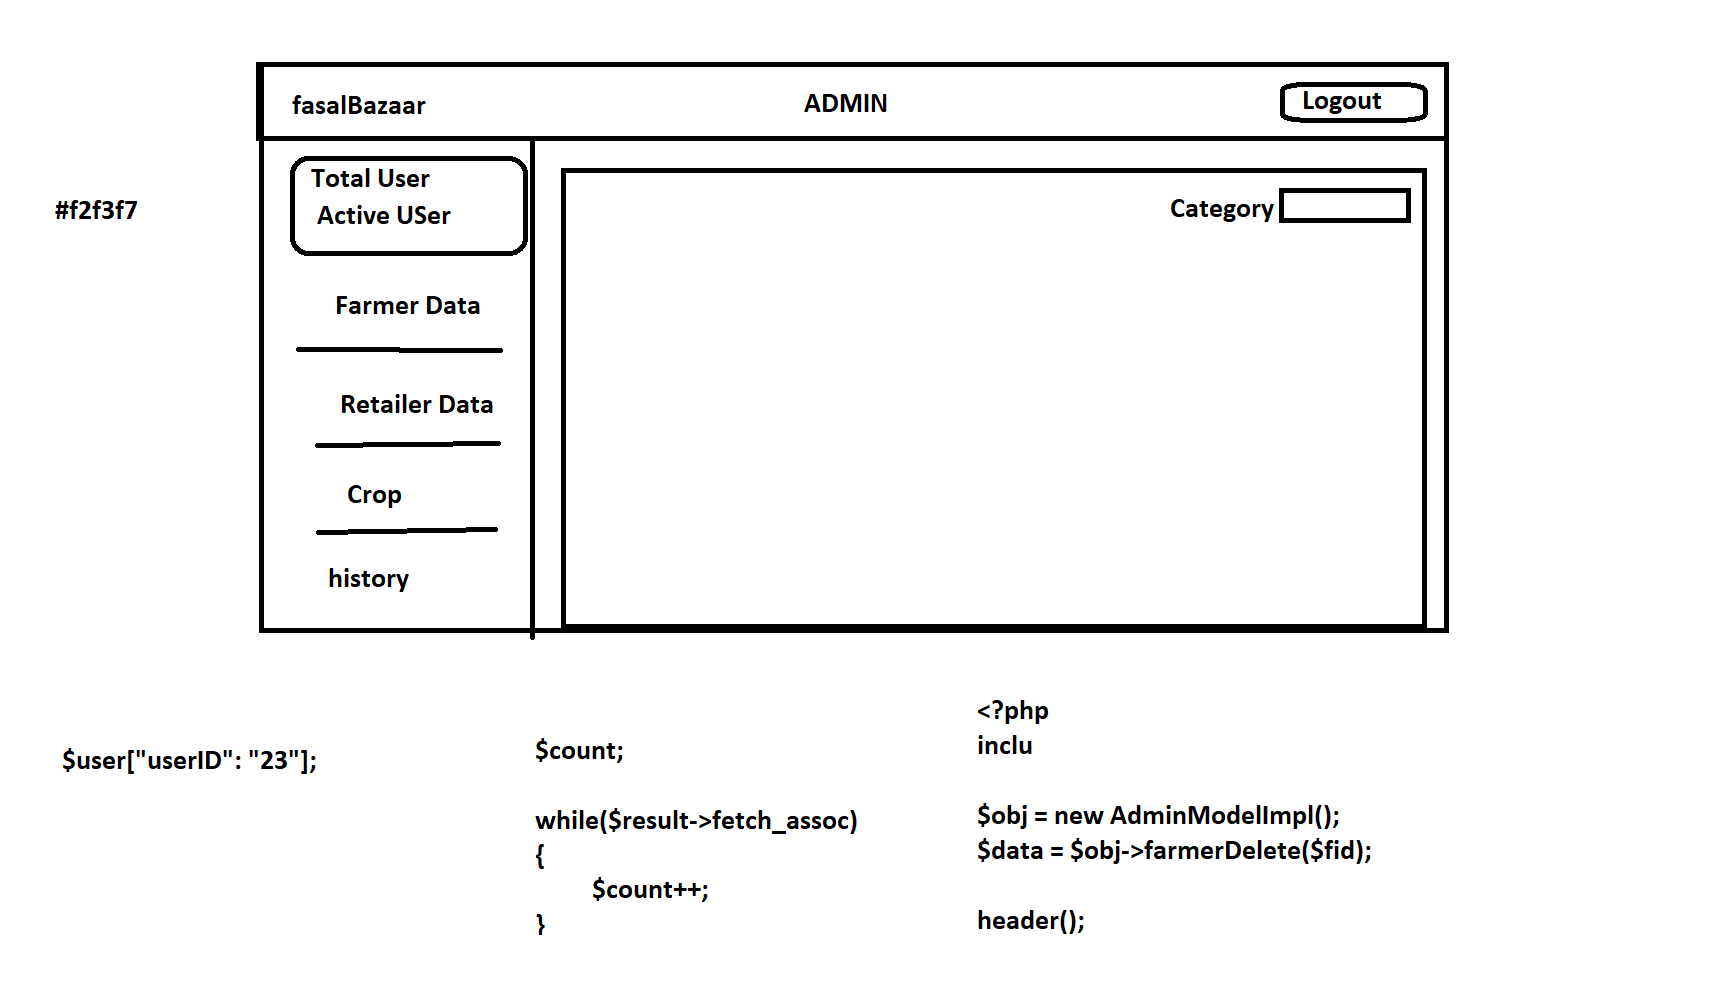 fasalBazaar
ADMIN
Logout
#f2f3f7
Total User
Active USer
Category
Farmer Data
Retailer Data
Crop
history
$user["userID": "23"];
$count;
while($result->fetch_assoc)
{
$count++;
}
<?php
inclu
$obj = new AdminModelImpl();
$data = $obj->farmerDelete($fid);
header();